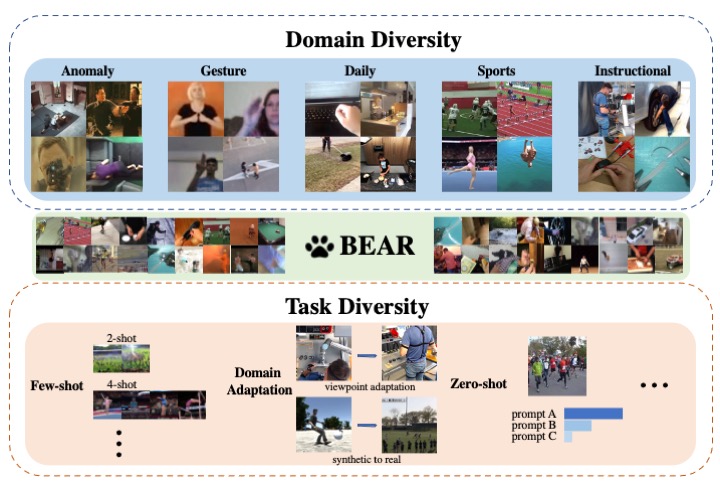 Domain Diversity
Anomaly
Gesture
Daily
Sports
Instructional
BEAR
Task Diversity
Few-shot
2-shot
4-shot
Domain
Adaptation
viewpoint adaptation
synthetic to real
Zero-shot
prompt A
prompt B
prompt C